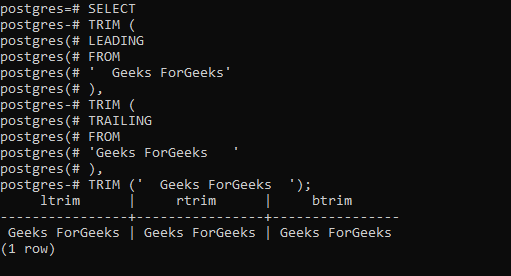 postgres=# SELECT
postgres-# TRIM (
postgres(# LEADING
postgres(# FROM
postgres(# '  Geeks ForGeeks'
postgres(# ),
postgres-# TRIM (
postgres(# TRAILING
postgres(# FROM
postgres(# 'Geeks ForGeeks   '
postgres(# ),
postgres-# TRIM ('  Geeks ForGeeks  ');
     ltrim      |     rtrim      |     btrim
----------------+----------------+----------------
 Geeks ForGeeks | Geeks ForGeeks | Geeks ForGeeks
(1 row)